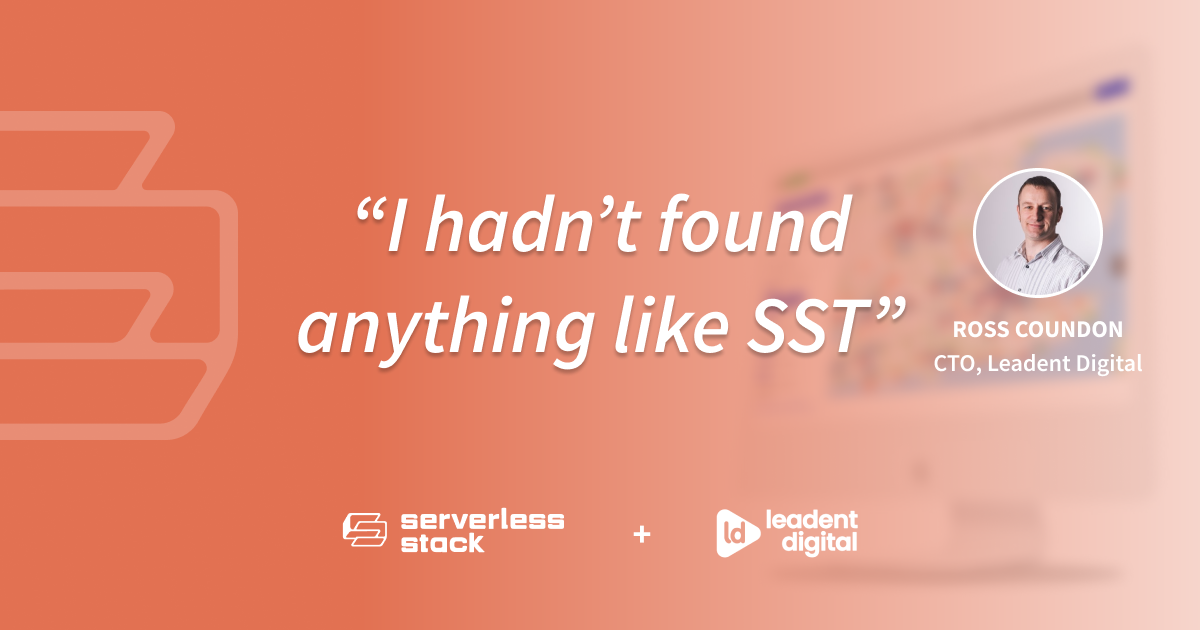 “I hadn’t found
anything like SST”
ROSS COUNDON
CTO, Leadent Digital
serverless
stack
+
ld
leadent
digital